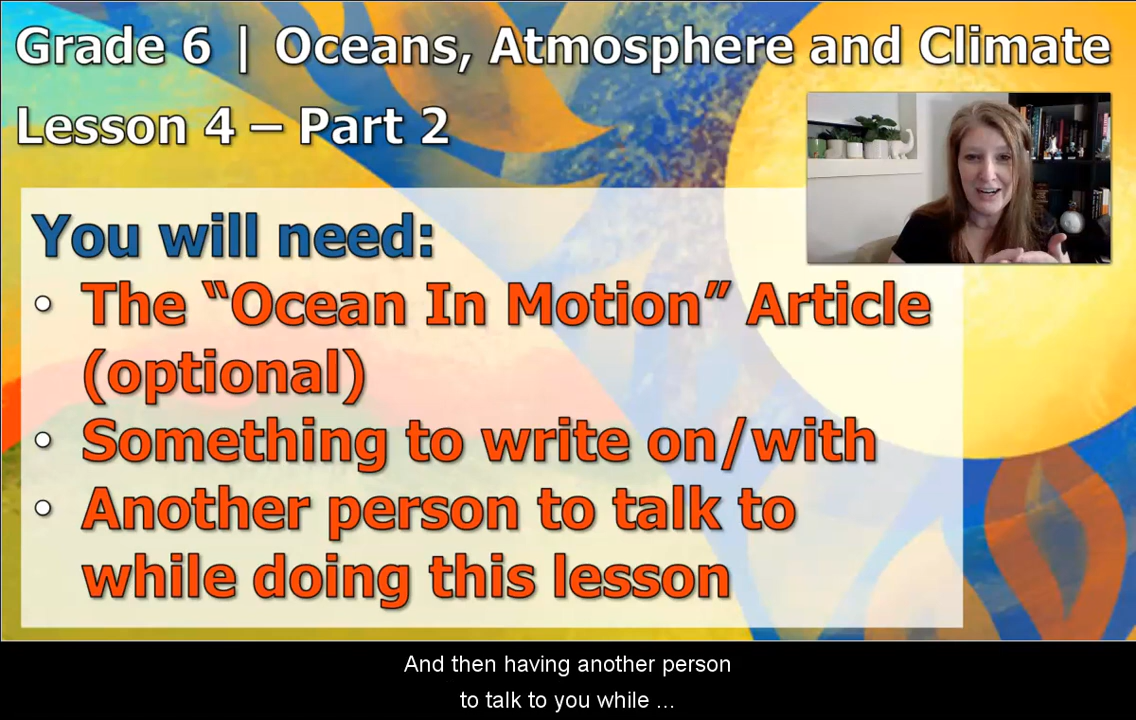 Grade 6 | Oceans, Atmosphere and Climate
Lesson 4 – Part 2
You will need:
• The “Ocean In Motion” Article
(optional)
• Something to write on/with
• Another person to talk to
while doing this lesson
And then having another person
to talk to you while ...